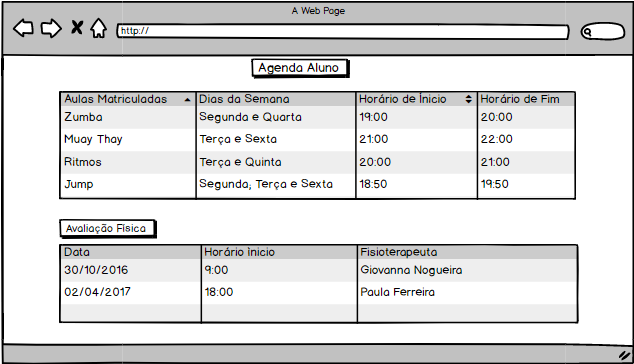 A Web Page
http://
Agenda Aluno
Aulas Matriculadas Dias da Semana Horário de Ínicio Horário de Fim
Zumba Segunda e Quarta 19:00 20:00
Muay Thay Terça e Sexta 21:00 22:00
Ritmos Terça e Quinta 20:00 21:00
Jump Segunda, Terça e Sexta 18:50 19:50
Avaliação Física
Data Horário Ínicio Fisioterapeuta
30/10/2016 9:00 Giovanna Nogueira
02/04/2017 18:00 Paula Ferreira